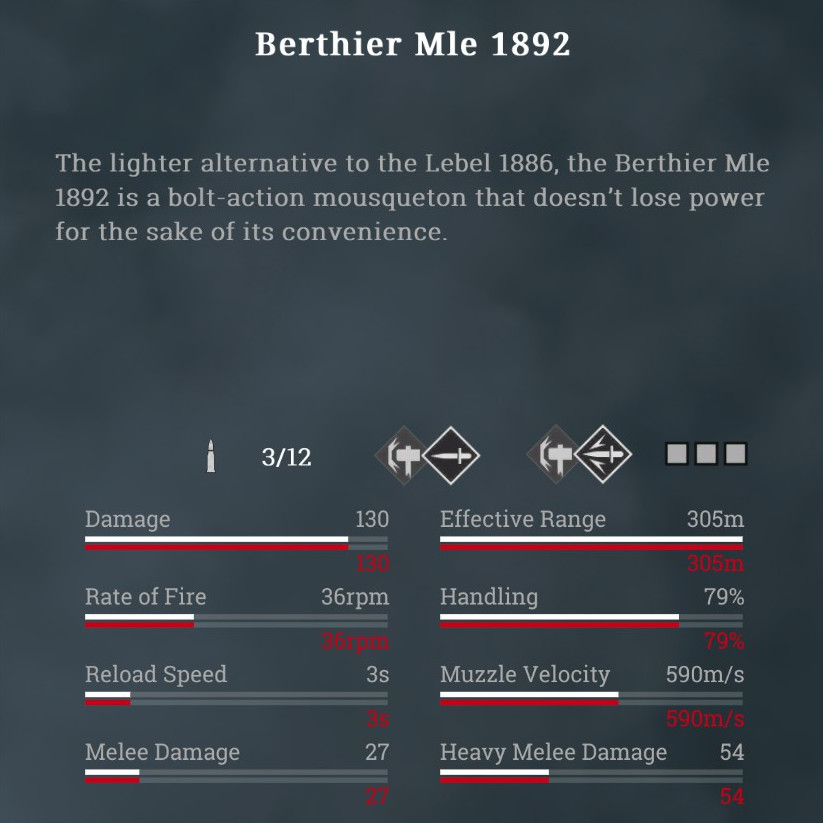 Berthier Mle 1892
The lighter alternative to the Lebel 1886, the Berthier Mle
1892 is a bolt-action mousqueton that doesn’t lose power
for the sake of its convenience.
3/12
Damage 130
130
Effective Range 305m
305m
Rate of Fire 36rpm
36rpm
Handling 79%
79%
Reload Speed 3s
3s
Muzzle Velocity 590m/s
590m/s
Melee Damage 27
27
Heavy Melee Damage 54
54